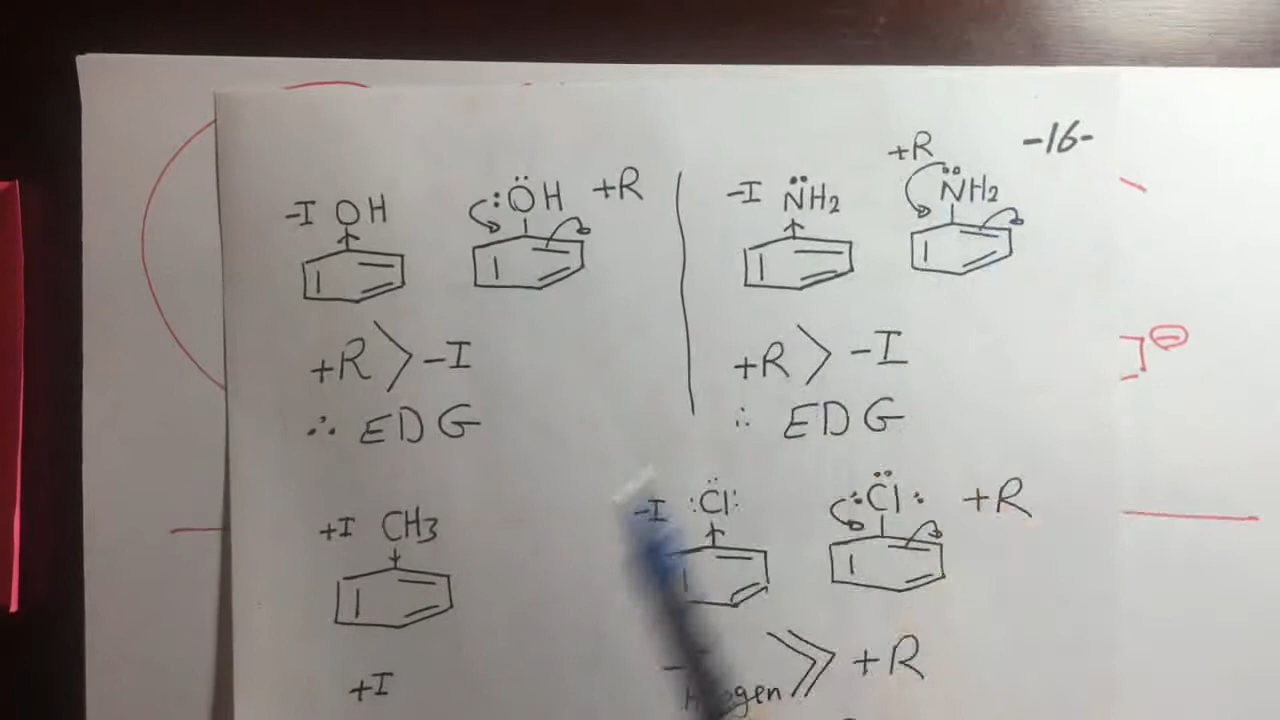 -16-
-I OH
:ÖH +R
+R > -I
∴ EDG
-I N̈H2
+R N̈H2
+R > -I
∴ EDG
+I CH3
+I
-I :C̈l:
:C̈l: +R
>> +R